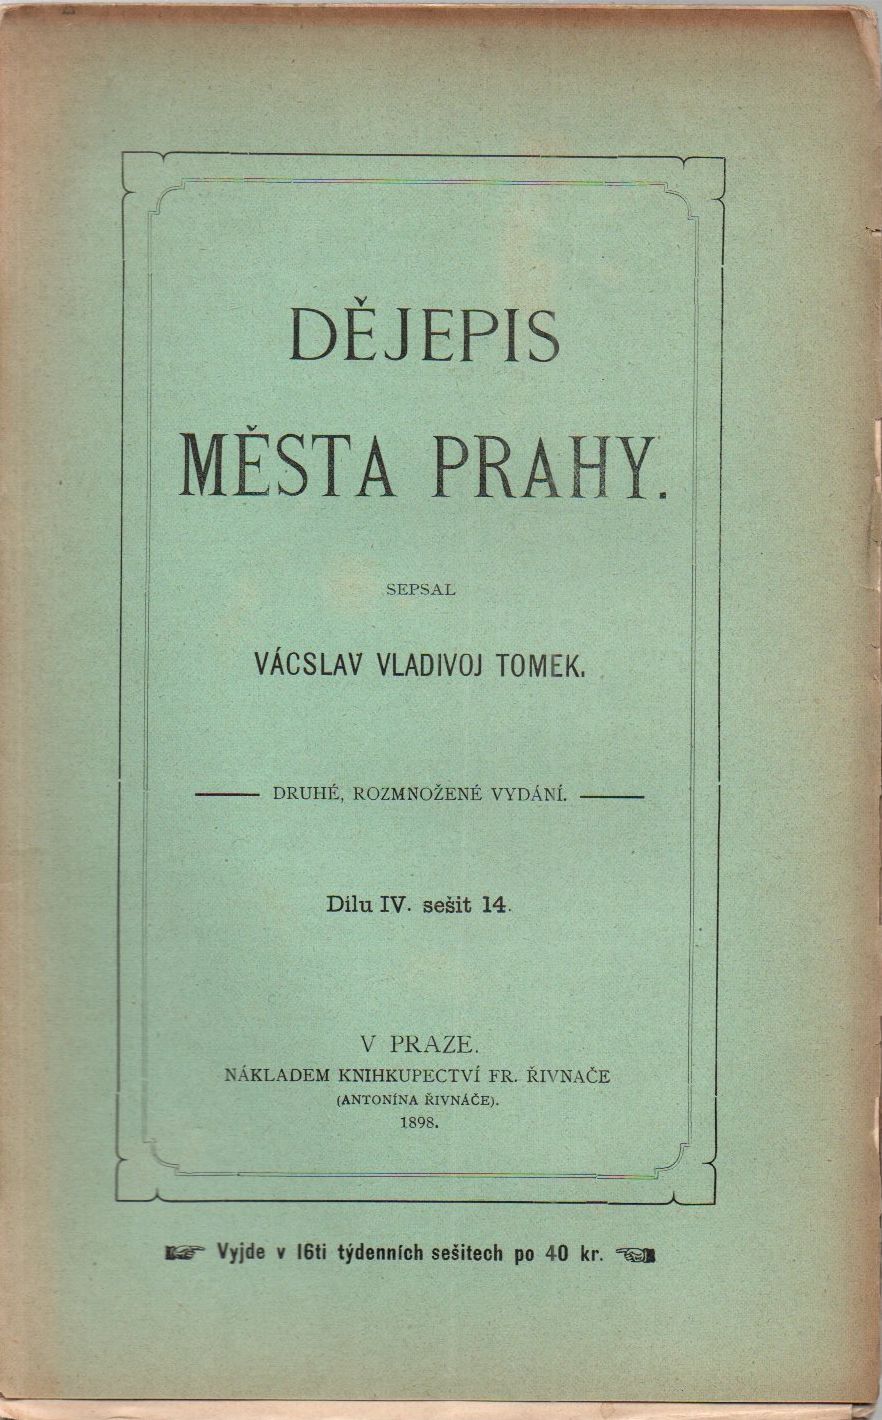 DĚJEPIS
MĚSTA PRAHY.
SEPSAL
VÁCSLAV VLADIVOJ TOMEK.
DRUHÉ, ROZMNOŽENÉ VYDÁNÍ.
Dílu IV. sešit 14.
V PRAZE.
NÁKLADEM KNIHKUPECTVÍ FR. ŘIVNAČE
(ANTONÍNA ŘIVNÁČE).
1898.
Vyjde v 16ti týdenních sešitech po 40 kr.